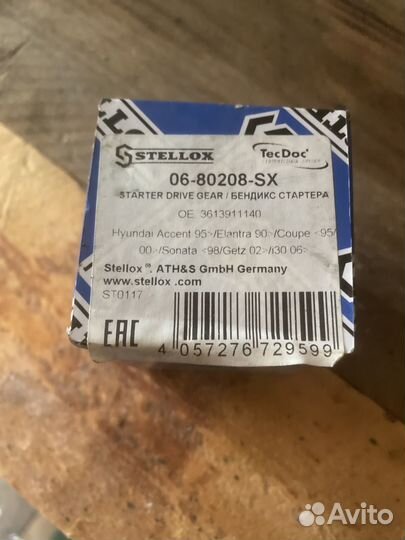 STELLOX
TecDoc
06-80208-SX
STARTER DRIVE GEAR / БЕНДИКС СТАРТЕРА
OE. 3613911140
Hyundai Accent 95>/Elantra 90>/Coupe <95/
00>/Sonata <98/Getz 02>/i30 06>
Stellox ®. ATH&S GmbH Germany
www.stellox .com
ST0117
EAC
4 057276 729599
Avito